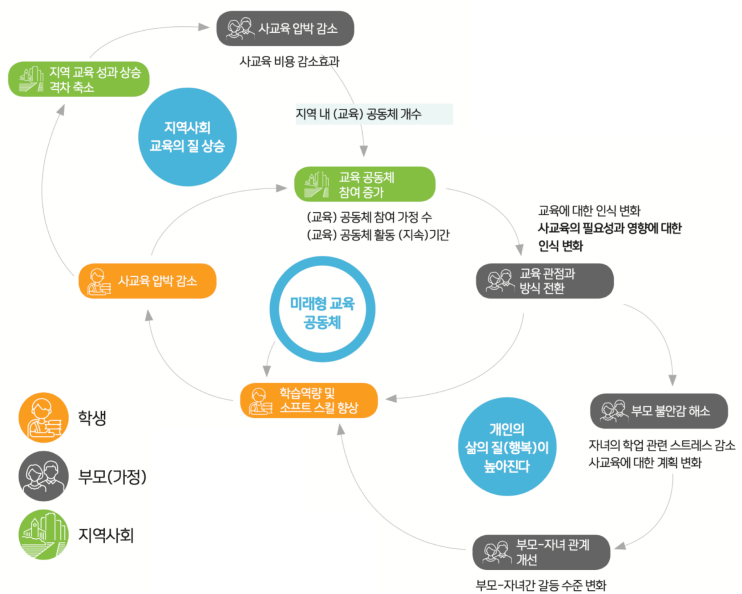 사교육 압박 감소
사교육 비용 감소효과
지역 교육 성과 상승
격차 축소
지역사회
교육의 질 상승
지역 내 (교육) 공동체 개수
교육 공동체
참여 증가
(교육) 공동체 참여 가정 수
(교육) 공동체 활동 (지속)기간
교육에 대한 인식 변화
사교육의 필요성과 영향에 대한
인식 변화
교육 관점과
방식 전환
사교육 압박 감소
미래형 교육
공동체
학습역량 및
소프트 스킬 향상
부모 불안감 해소
자녀의 학업 관련 스트레스 감소
사교육에 대한 계획 변화
개인의
삶의 질(행복)이
높아진다
부모-자녀 관계
개선
부모-자녀간 갈등 수준 변화
학생
부모(가정)
지역사회